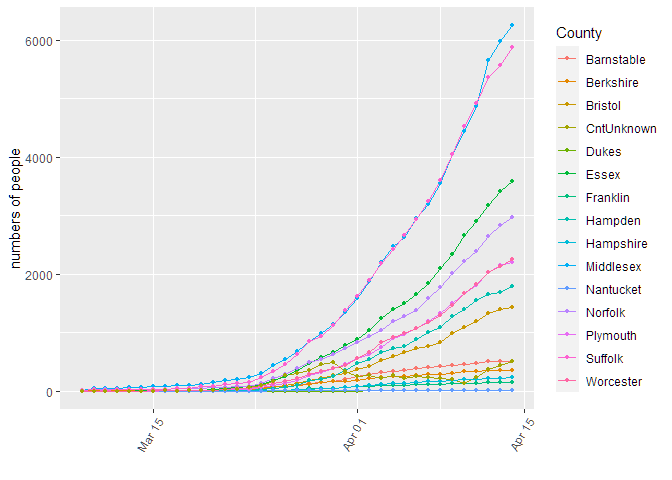 numbers of people
6000
4000
2000
0
Mar 15
Apr 01
Apr 15
County
Barnstable
Berkshire
Bristol
CntUnknown
Dukes
Essex
Franklin
Hampden
Hampshire
Middlesex
Nantucket
Norfolk
Plymouth
Suffolk
Worcester